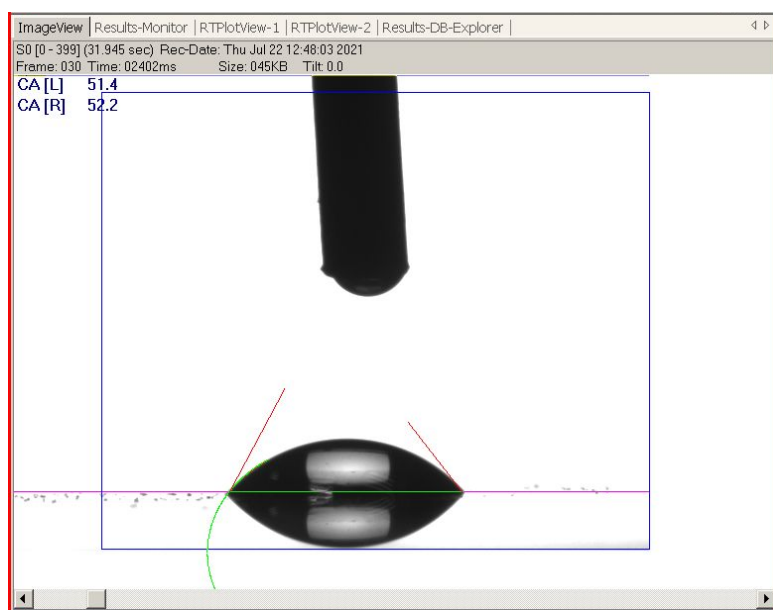 ImageView Results-Monitor RTPlotView-1 RTPlotView-2 Results-DB-Explorer
S0 [0 - 399] (31.945 sec) Rec-Date: Thu Jul 22 12:48:03 2021
Frame: 030 Time: 02402ms Size: 045KB Tilt: 0.0
CA [L] 51.4
CA [R] 52.2